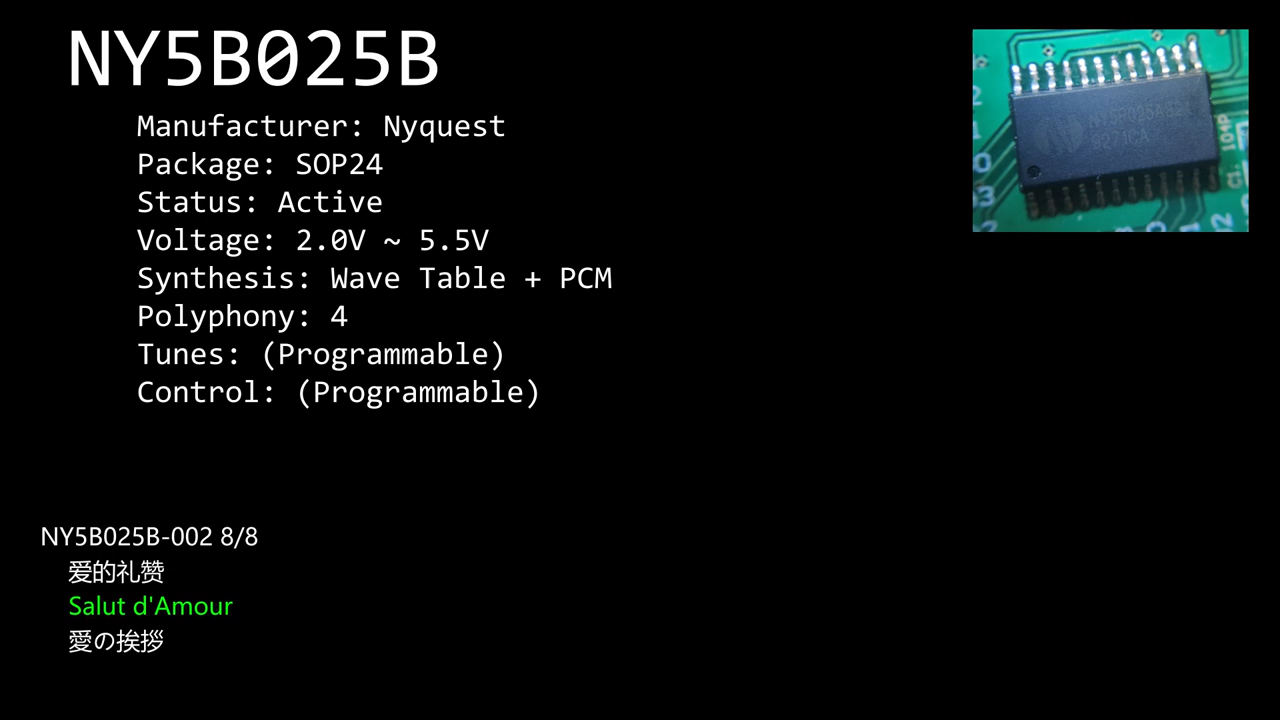 NY5B025B
Manufacturer: Nyquest
Package: SOP24
Status: Active
Voltage: 2.0V ~ 5.5V
Synthesis: Wave Table + PCM
Polyphony: 4
Tunes: (Programmable)
Control: (Programmable)
104P
NY5B025B-002 8/8
爱的礼赞
Salut d'Amour
愛の挨拶